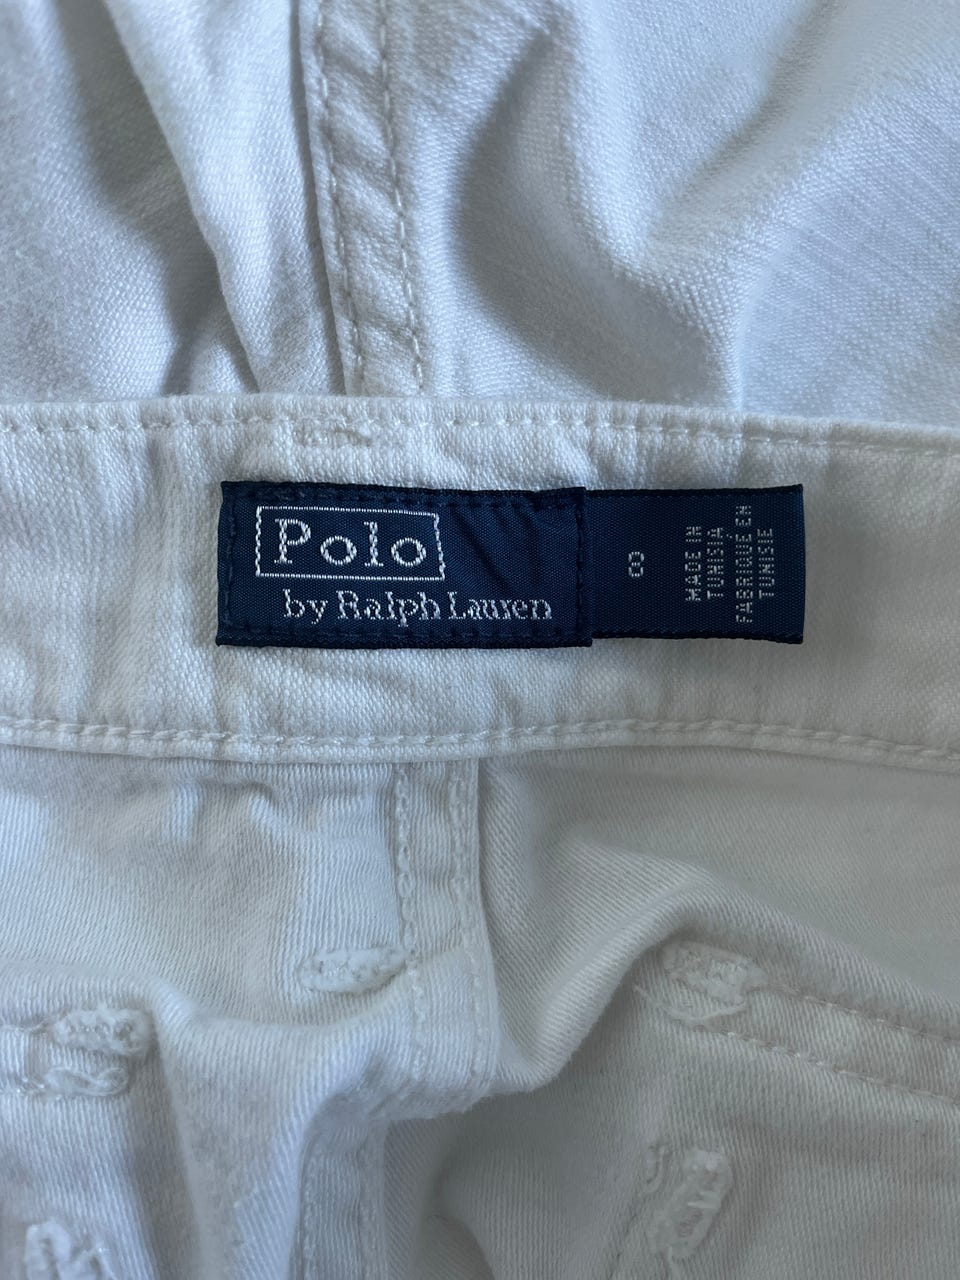 Polo
by Ralph Lauren
8
MADE IN
TUNISIA
FABRIQUÉ EN
TUNISIE